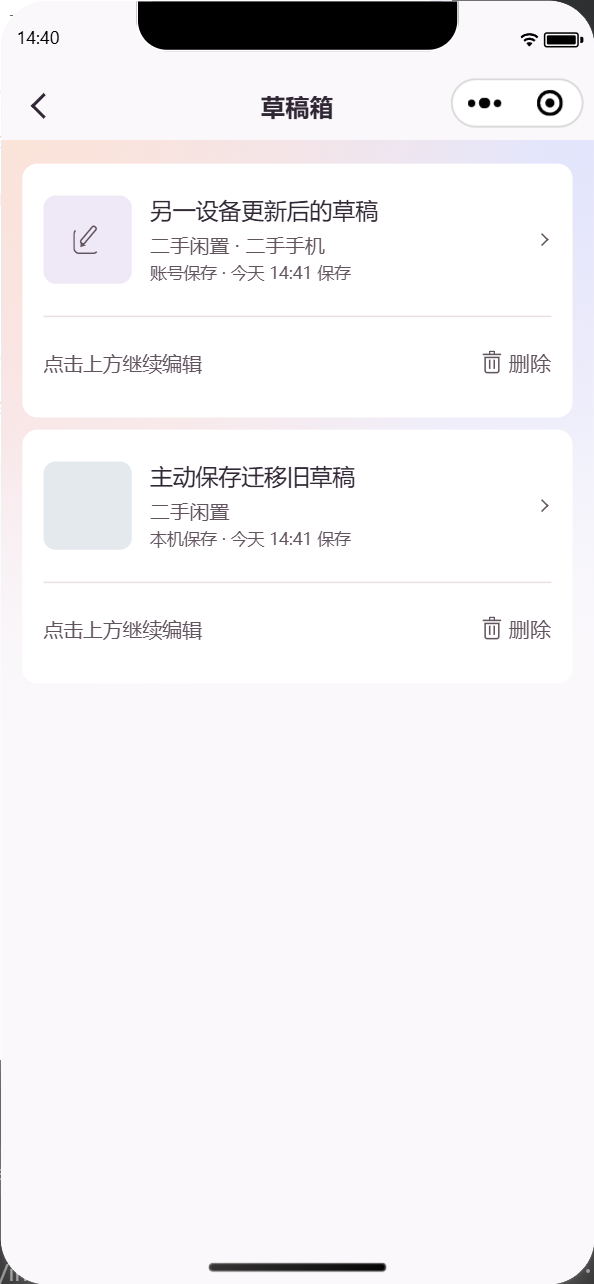 14:40
草稿箱
另一设备更新后的草稿
二手闲置 · 二手手机
账号保存 · 今天 14:41 保存
点击上方继续编辑
删除
主动保存迁移旧草稿
二手闲置
本机保存 · 今天 14:41 保存
点击上方继续编辑
删除